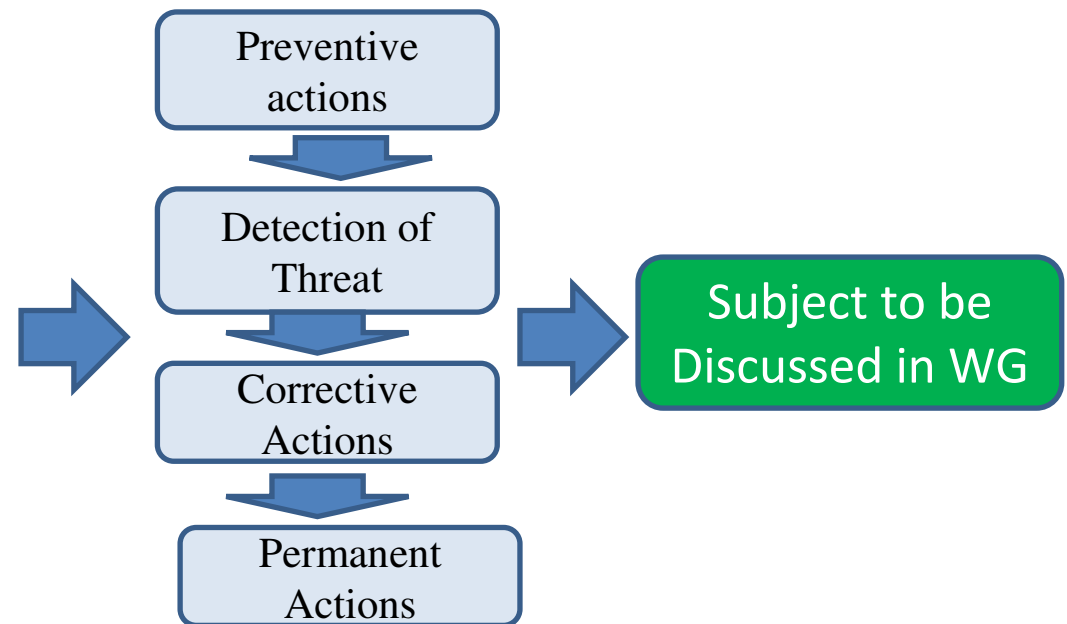 Preventive
actions
Detection of
Threat
Corrective
Actions
Permanent
Actions
Subject to be
Discussed in WG